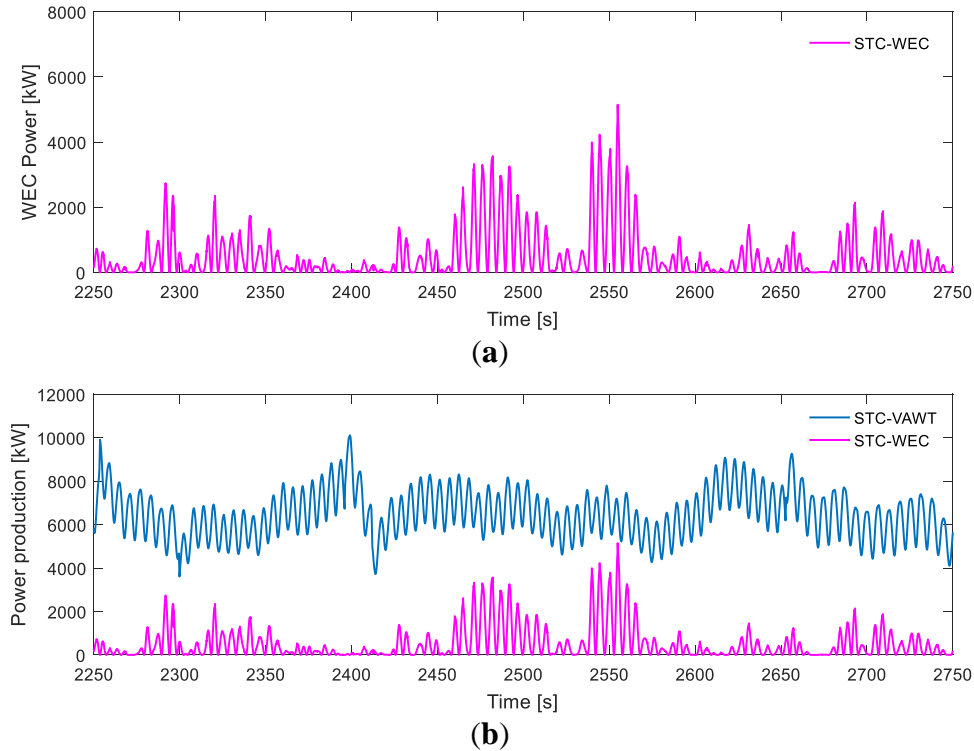 8000
6000
4000
2000
0
WEC Power [kW]
STC-WEC
2250 2300 2350 2400 2450 2500 2550 2600 2650 2700 2750
Time [s]
(a)
12000
10000
8000
6000
4000
2000
0
Power production [kW]
STC-VAWT
STC-WEC
2250 2300 2350 2400 2450 2500 2550 2600 2650 2700 2750
Time [s]
(b)